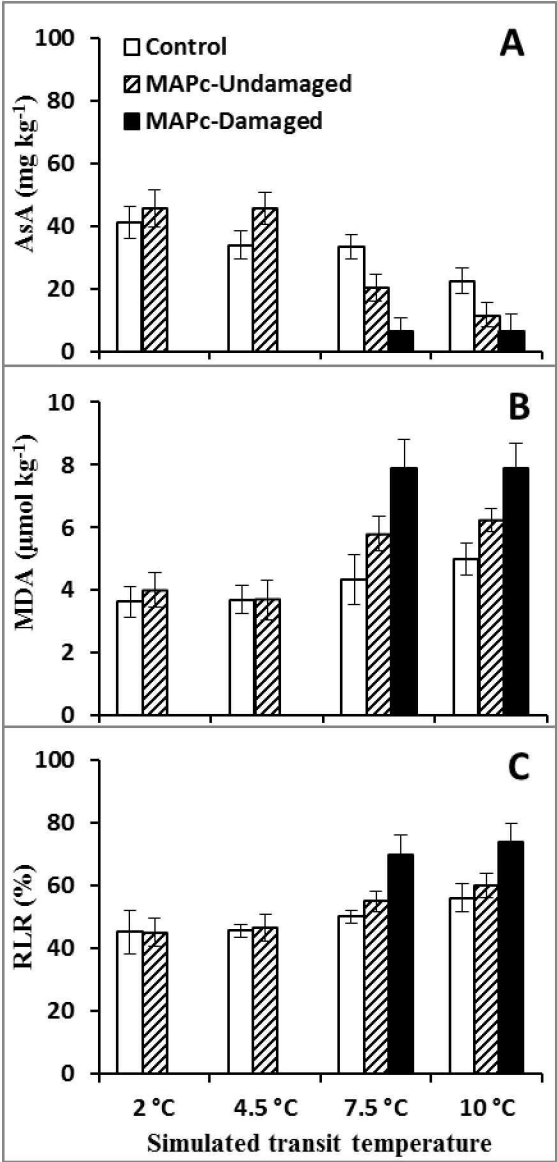 100
80
60
40
20
0
AsA (mg kg⁻¹)
A
Control
MAPc-Undamaged
MAPc-Damaged
10
8
6
4
2
0
MDA (µmol kg⁻¹)
B
100
80
60
40
20
0
RLR (%)
C
2 °C 4.5 °C 7.5 °C 10 °C
Simulated transit temperature